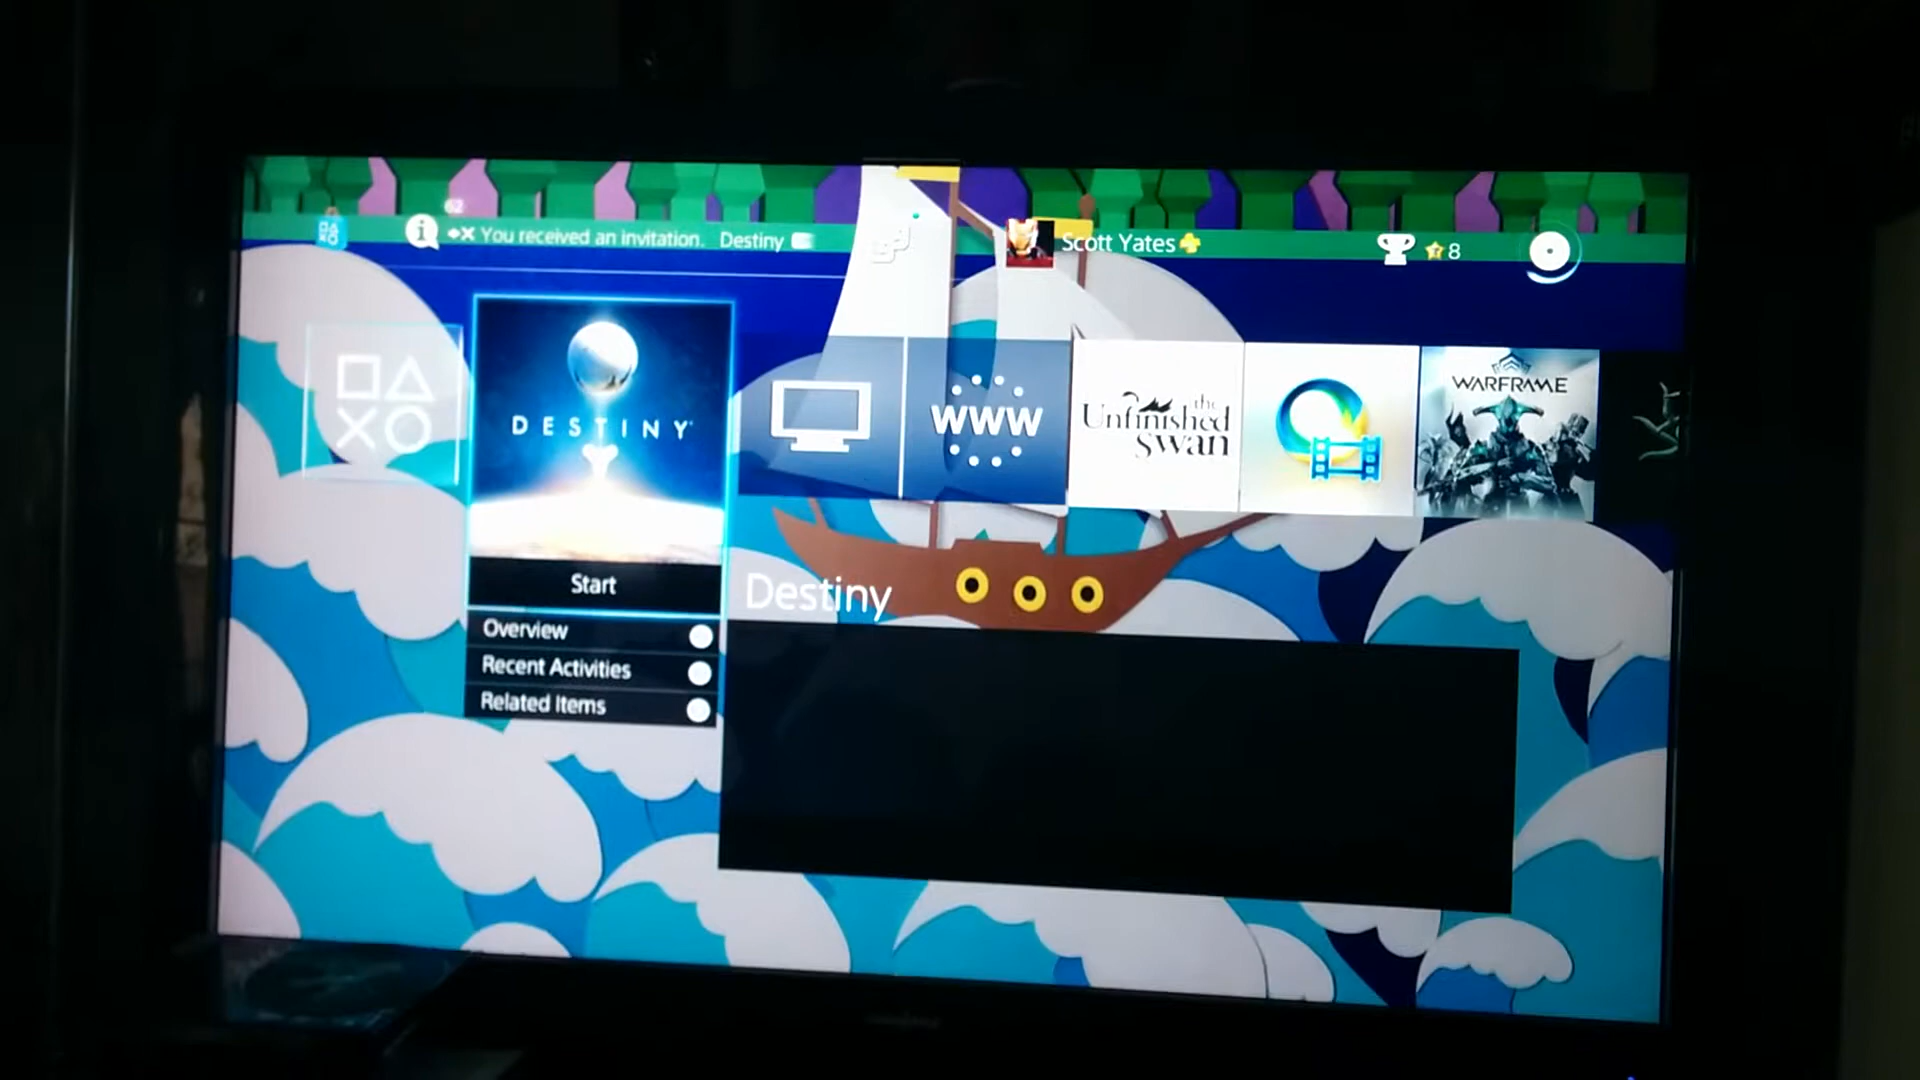 62
You received an invitation. Destiny
Scott Yates
8
DESTINY
WWW
the
Unfinished
Swan
WARFRAME
Start
Destiny
Overview
Recent Activities
Related Items